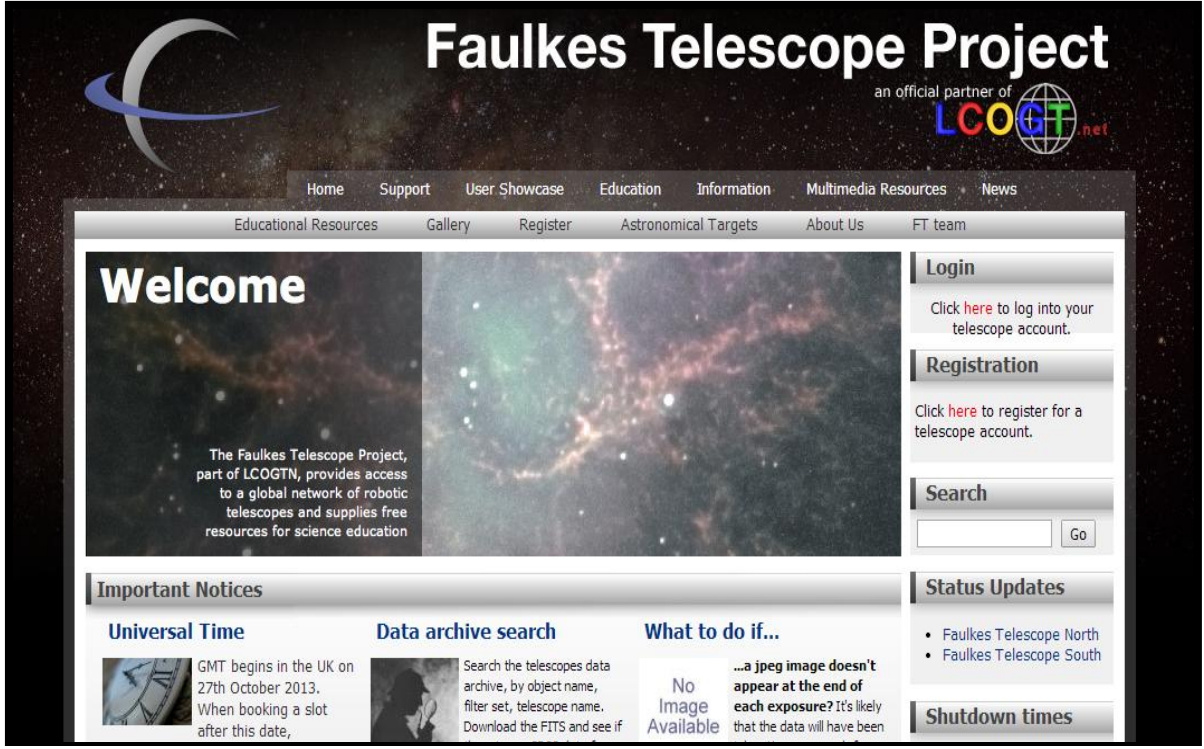 Faulkes Telescope Project
an official partner of
LCOGT.net
Home Support User Showcase Education Information Multimedia Resources News
Educational Resources Gallery Register Astronomical Targets About Us FT team
Welcome
The Faulkes Telescope Project,
part of LCOGTN, provides access
to a global network of robotic
telescopes and supplies free
resources for science education
Login
Click here to log into your
telescope account.
Registration
Click here to register for a
telescope account.
Search
Go
Status Updates
Faulkes Telescope North
Faulkes Telescope South
Shutdown times
Important Notices
Universal Time
GMT begins in the UK on
27th October 2013.
When booking a slot
after this date,
Data archive search
Search the telescopes data
archive, by object name,
filter set, telescope name.
Download the FITS and see if
What to do if...
No
Image
Available
...a jpeg image doesn't
appear at the end of
each exposure? It's likely
that the data will have been